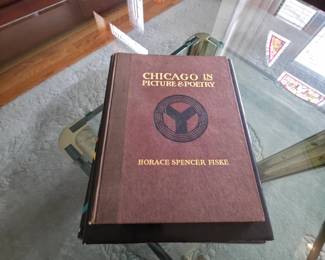 CHICAGO IN
PICTURE & POETRY
HORACE SPENCER FISKE